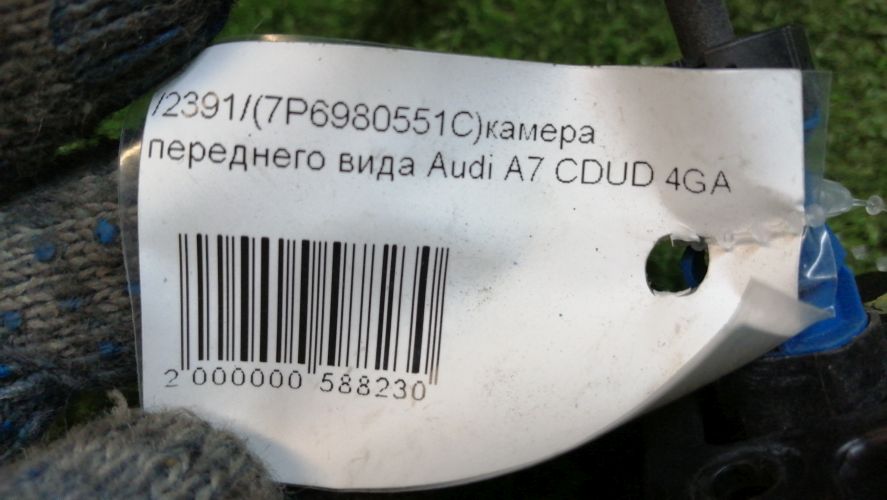 /2391/(7P6980551C)камера
переднего вида Audi A7 CDUD 4GA
2 000000 588230